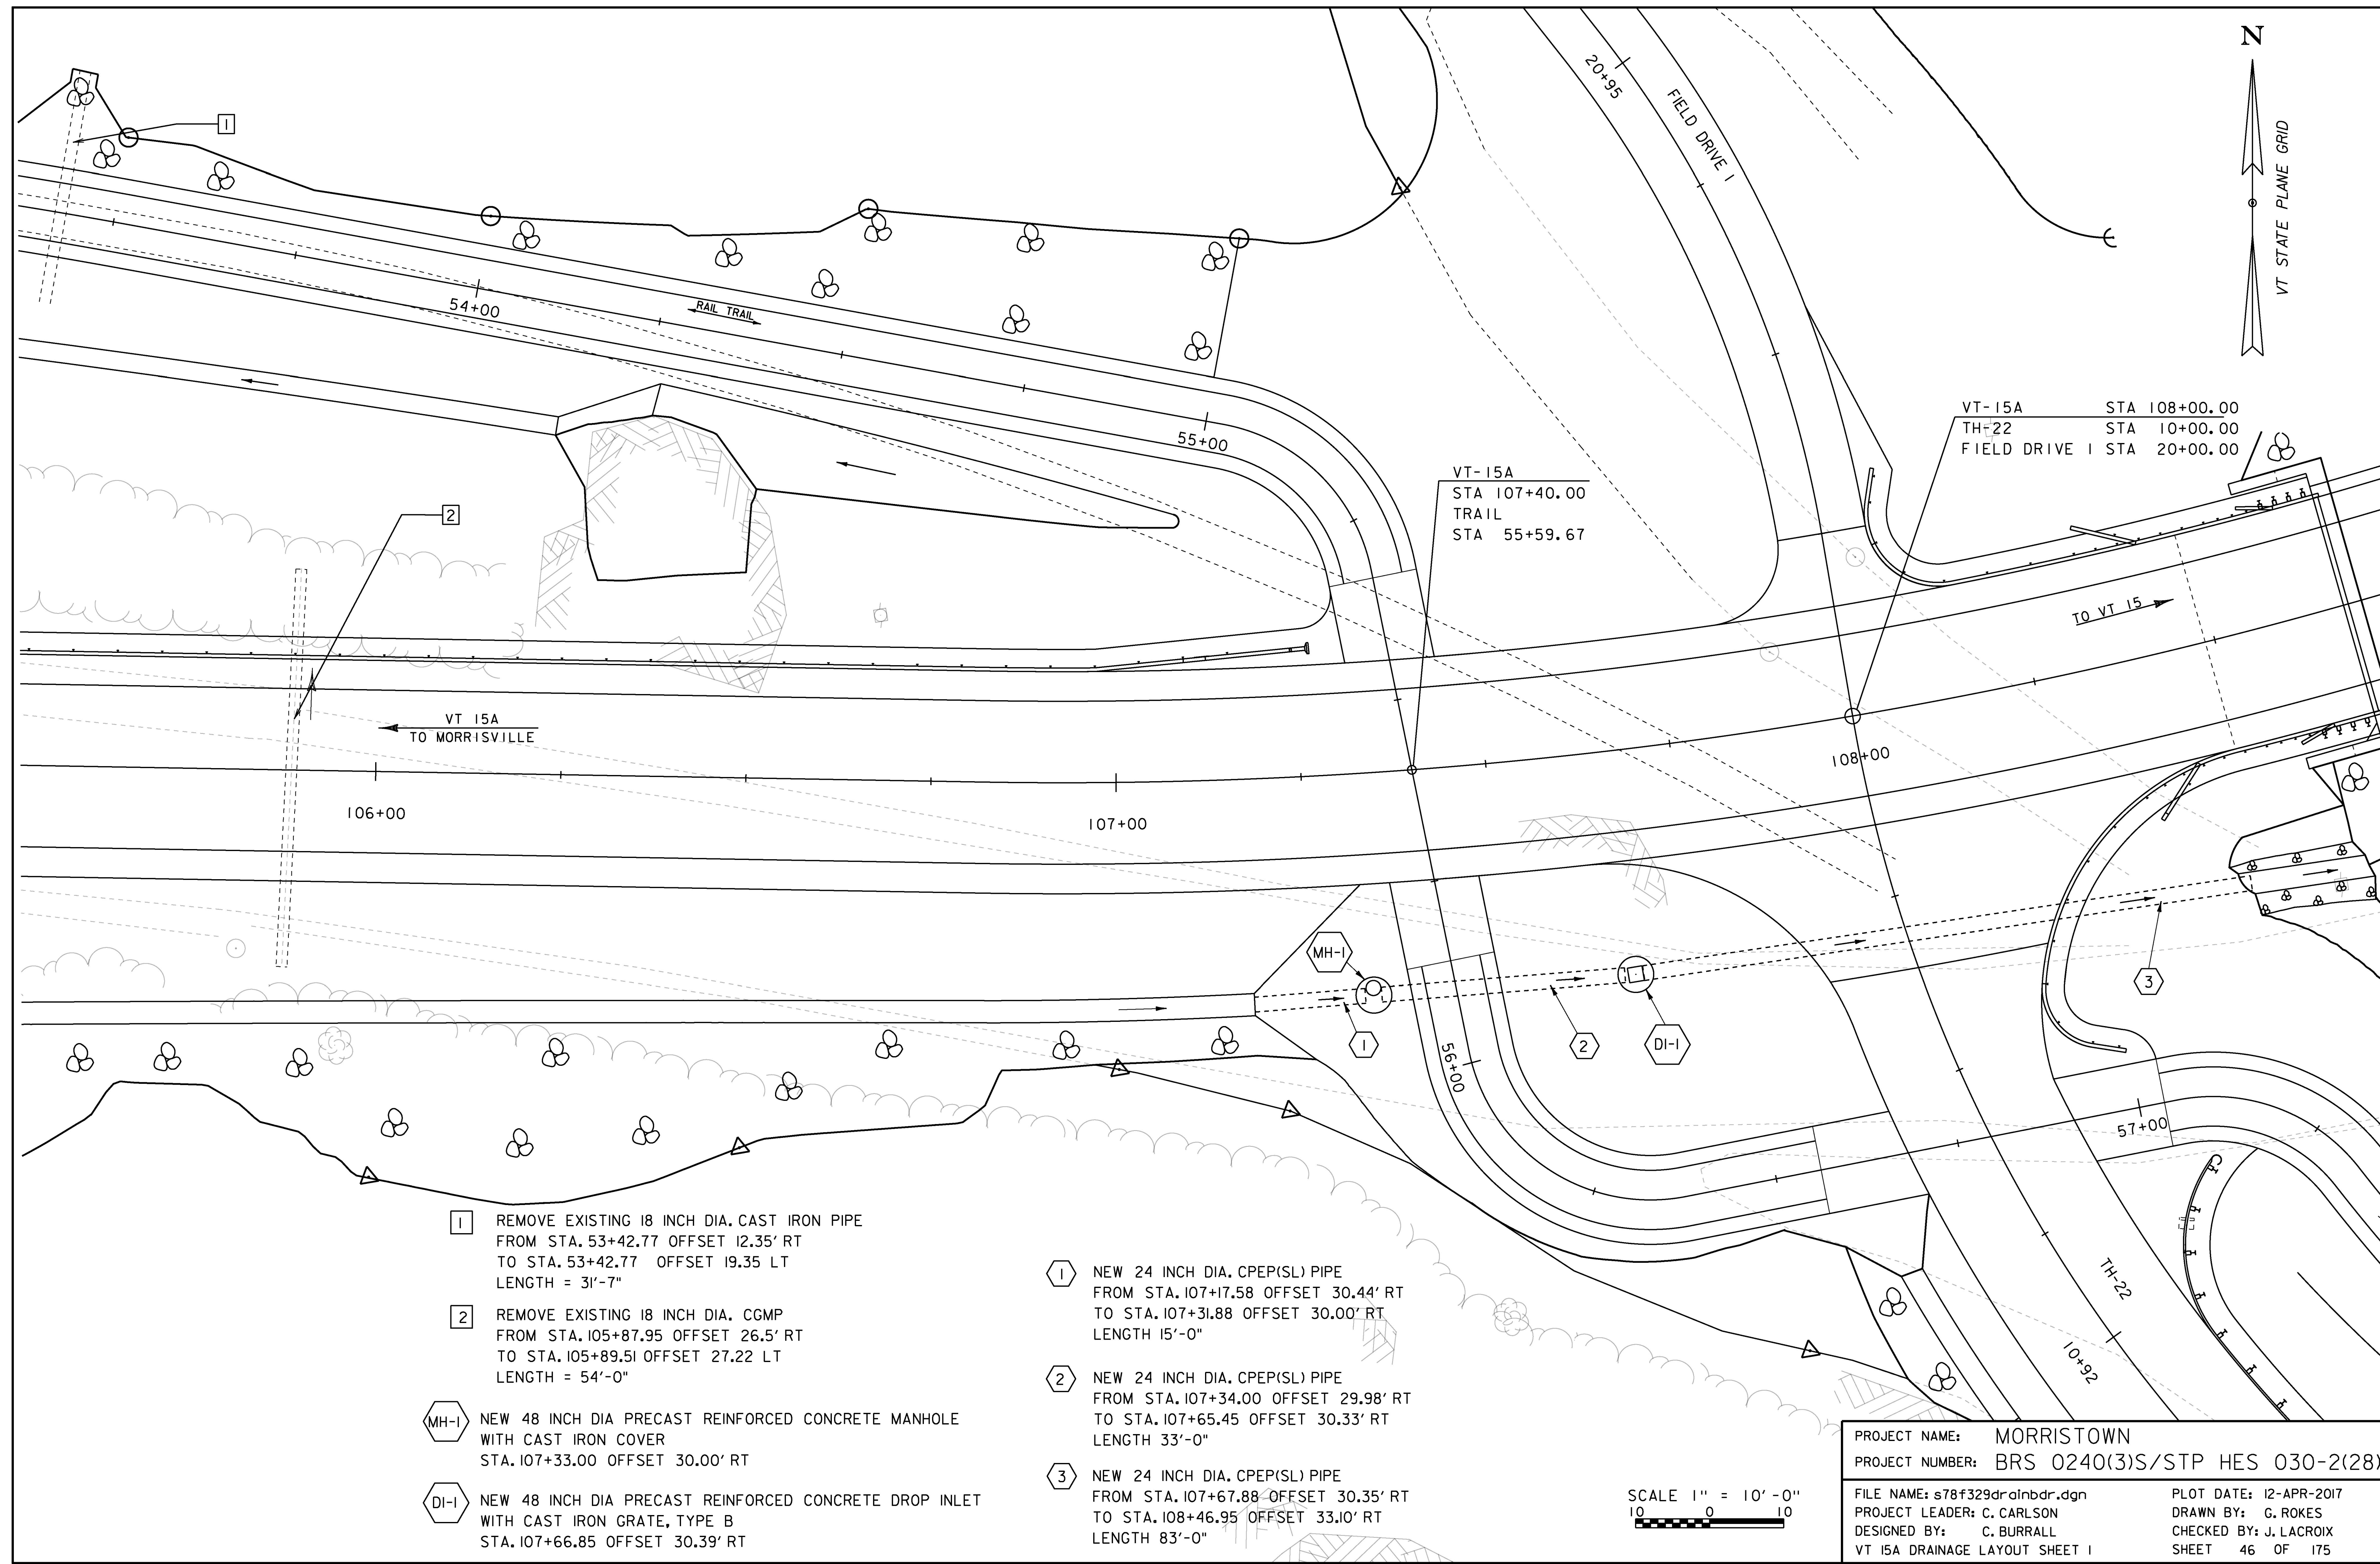 N
VT STATE PLANE GRID
1
20+95
FIELD DRIVE 1
54+00
RAIL TRAIL
55+00
2
VT-15A
STA 107+40.00
TRAIL
STA 55+59.67
VT-15A STA 108+00.00
TH-22 STA 10+00.00
FIELD DRIVE 1 STA 20+00.00
TO VT 15
VT 15A
TO MORRISVILLE
106+00
107+00
108+00
MH-1
1
2
DI-1
3
56+00
57+00
TH-22
10+92
1 REMOVE EXISTING 18 INCH DIA. CAST IRON PIPE
FROM STA. 53+42.77 OFFSET 12.35' RT
TO STA. 53+42.77 OFFSET 19.35 LT
LENGTH = 31'-7"
2 REMOVE EXISTING 18 INCH DIA. CGMP
FROM STA. 105+87.95 OFFSET 26.5' RT
TO STA. 105+89.51 OFFSET 27.22 LT
LENGTH = 54'-0"
MH-1 NEW 48 INCH DIA PRECAST REINFORCED CONCRETE MANHOLE
WITH CAST IRON COVER
STA. 107+33.00 OFFSET 30.00' RT
DI-1 NEW 48 INCH DIA PRECAST REINFORCED CONCRETE DROP INLET
WITH CAST IRON GRATE, TYPE B
STA. 107+66.85 OFFSET 30.39' RT
1 NEW 24 INCH DIA. CPEP(SL) PIPE
FROM STA. 107+17.58 OFFSET 30.44' RT
TO STA. 107+31.88 OFFSET 30.00' RT
LENGTH 15'-0"
2 NEW 24 INCH DIA. CPEP(SL) PIPE
FROM STA. 107+34.00 OFFSET 29.98' RT
TO STA. 107+65.45 OFFSET 30.33' RT
LENGTH 33'-0"
3 NEW 24 INCH DIA. CPEP(SL) PIPE
FROM STA. 107+67.88 OFFSET 30.35' RT
TO STA. 108+46.95 OFFSET 33.10' RT
LENGTH 83'-0"
SCALE 1" = 10'-0"
10 0 10
PROJECT NAME: MORRISTOWN
PROJECT NUMBER: BRS 0240(3)S/STP HES 030-2(28)
FILE NAME: s78f329drainbdr.dgn PLOT DATE: 12-APR-2017
PROJECT LEADER: C. CARLSON DRAWN BY: G. ROKES
DESIGNED BY: C. BURRALL CHECKED BY: J. LACROIX
VT 15A DRAINAGE LAYOUT SHEET 1 SHEET 46 OF 175